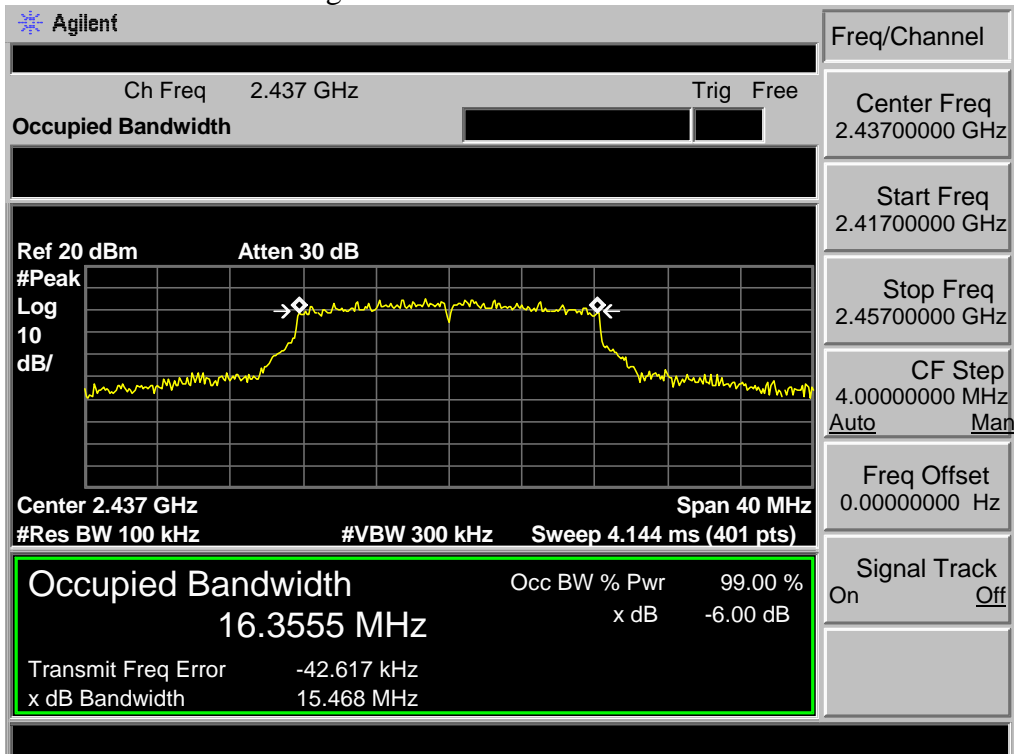 Agilent
Freq/Channel
Ch Freq 2.437 GHz Trig Free
Occupied Bandwidth
Center Freq
2.43700000 GHz
Start Freq
2.41700000 GHz
Stop Freq
2.45700000 GHz
CF Step
4.00000000 MHz
Auto Man
Freq Offset
0.00000000 Hz
Signal Track
On Off
Ref 20 dBm Atten 30 dB
#Peak
Log
10
dB/
Center 2.437 GHz Span 40 MHz
#Res BW 100 kHz #VBW 300 kHz Sweep 4.144 ms (401 pts)
Occupied Bandwidth Occ BW % Pwr 99.00 %
16.3555 MHz x dB -6.00 dB
Transmit Freq Error -42.617 kHz
x dB Bandwidth 15.468 MHz